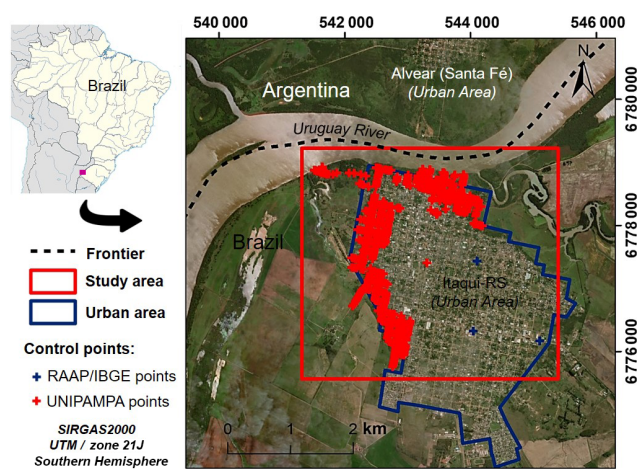 540 000
542 000
544 000
546 000
Brazil
Argentina
Alvear (Santa Fé)
(Urban Area)
N
Uruguay River
6 780 000
6 778 000
6 776 000
Brazil
Itaqui-RS
(Urban Area)
Frontier
Study area
Urban area
Control points:
RAAP/IBGE points
UNIPAMPA points
SIRGAS2000
UTM / zone 21J
Southern Hemisphere
0 1 2 km